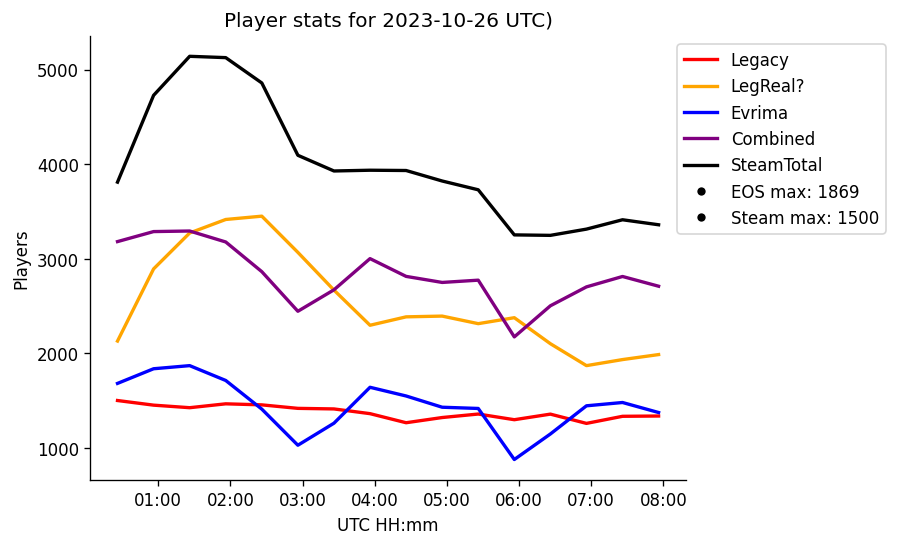 Player stats for 2023-10-26 UTC)
Legacy
LegReal?
Evrima
Combined
SteamTotal
EOS max: 1869
Steam max: 1500
Players
5000
4000
3000
2000
1000
01:00 02:00 03:00 04:00 05:00 06:00 07:00 08:00
UTC HH:mm